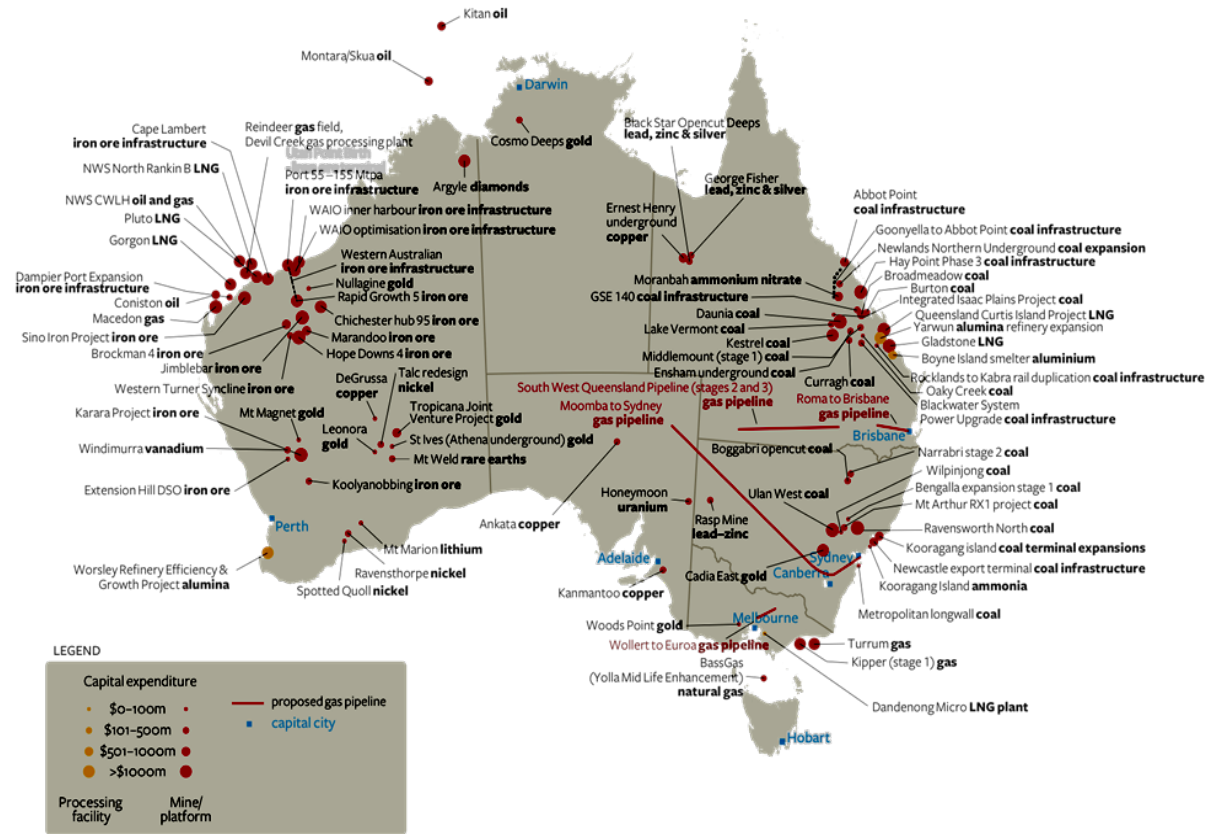 Kitan oil
Montara/Skua oil
Darwin
Cape Lambert
iron ore infrastructure
Reindeer gas field,
Devil Creek gas processing plant
Utah Point Birth
Port 55–155 Mtpa
iron ore infrastructure
NWS North Rankin B LNG
NWS CWLH oil and gas
Pluto LNG
Gorgon LNG
WAIO inner harbour iron ore infrastructure
WAIO optimisation iron ore infrastructure
Western Australian
iron ore infrastructure
Nullagine gold
Rapid Growth 5 iron ore
Chichester hub 95 iron ore
Marandoo iron ore
Hope Downs 4 iron ore
Dampier Port Expansion
iron ore infrastructure
Coniston oil
Macedon gas
Sino Iron Project iron ore
Brockman 4 iron ore
Jimblebar iron ore
Western Turner Syncline iron ore
Karara Project iron ore
Windimurra vanadium
Extension Hill DSO iron ore
Perth
Worsley Refinery Efficiency &
Growth Project alumina
Spotted Quoll nickel
Ravensthorpe nickel
Mt Marion lithium
Koolyanobbing iron ore
Mt Magnet gold
Leonora
gold
DeGrussa
copper
Talc redesign
nickel
Tropicana Joint
Venture Project gold
St Ives (Athena underground) gold
Mt Weld rare earths
Cosmo Deeps gold
Argyle diamonds
Black Star Opencut Deeps
lead, zinc & silver
George Fisher
lead, zinc & silver
Ernest Henry
underground
copper
Abbot Point
coal infrastructure
Goonyella to Abbot Point coal infrastructure
Newlands Northern Underground coal expansion
Hay Point Phase 3 coal infrastructure
Broadmeadow coal
Burton coal
Integrated Isaac Plains Project coal
Queensland Curtis Island Project LNG
Yarwun alumina refinery expansion
Gladstone LNG
Boyne Island smelter aluminium
Rocklands to Kabra rail duplication coal infrastructure
Oaky Creek coal
Blackwater System
Power Upgrade coal infrastructure
Moranbah ammonium nitrate
GSE 140 coal infrastructure
Daunia coal
Lake Vermont coal
Kestrel coal
Middlemount (stage 1) coal
Ensham underground coal
Curragh coal
South West Queensland Pipeline (stages 2 and 3)
gas pipeline
Moomba to Sydney
gas pipeline
Roma to Brisbane
gas pipeline
Brisbane
Boggabri opencut coal
Narrabri stage 2 coal
Wilpinjong coal
Bengalla expansion stage 1 coal
Mt Arthur RX1 project coal
Ulan West coal
Ravensworth North coal
Kooragang island coal terminal expansions
Newcastle export terminal coal infrastructure
Kooragang Island ammonia
Metropolitan longwall coal
Honeymoon
uranium
Rasp Mine
lead–zinc
Ankata copper
Adelaide
Kanmantoo copper
Cadia East gold
Sydney
Canberra
Woods Point gold
Melbourne
Wollert to Euroa gas pipeline
Turrum gas
Kipper (stage 1) gas
BassGas
(Yolla Mid Life Enhancement)
natural gas
Dandenong Micro LNG plant
Hobart
LEGEND
Capital expenditure
$0–100m
$101–500m
$501–1000m
>$1000m
Processing
facility
Mine/
platform
proposed gas pipeline
capital city